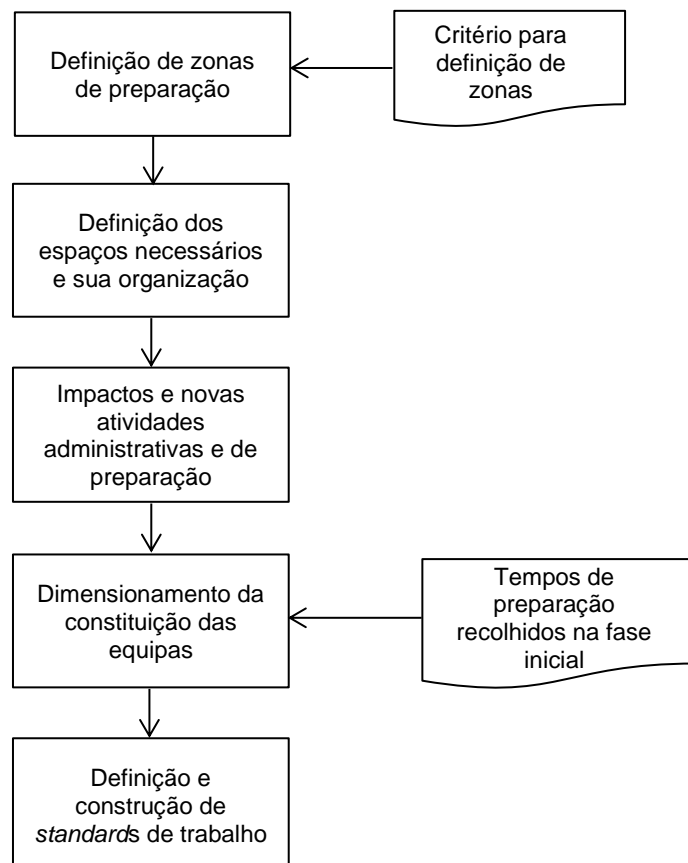 Definição de zonas
de preparação
Critério para
definição de
zonas
Definição dos
espaços necessários
e sua organização
Impactos e novas
atividades
administrativas e de
preparação
Dimensionamento da
constituição das
equipas
Tempos de
preparação
recolhidos na fase
inicial
Definição e
construção de
standards de trabalho